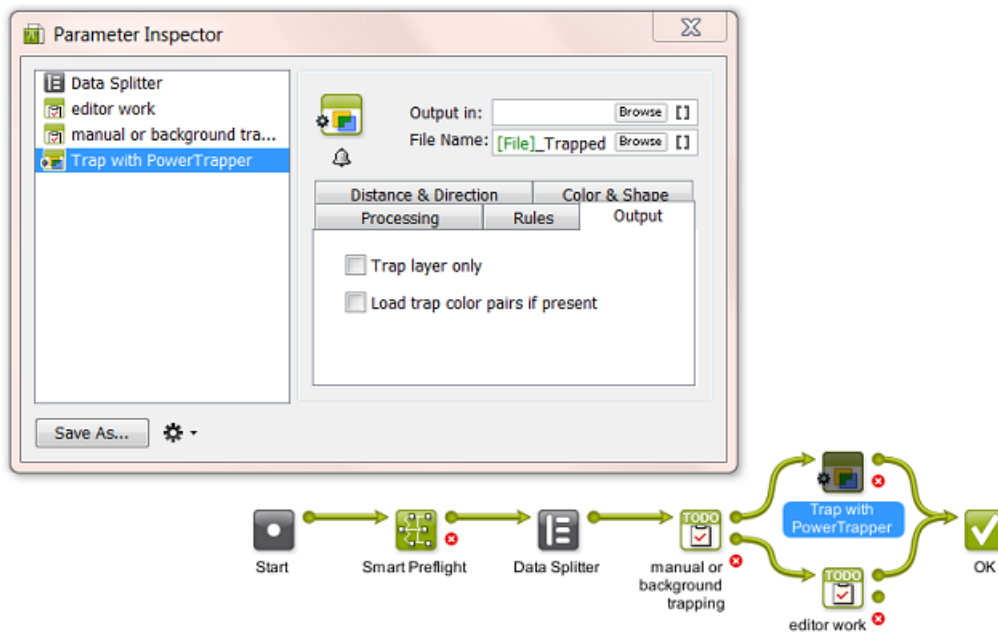 Parameter Inspector
Data Splitter
editor work
manual or background tra...
Trap with PowerTrapper
Output in:
Browse []
File Name: [File]_Trapped Browse []
Distance & Direction Color & Shape
Processing Rules Output
Trap layer only
Load trap color pairs if present
Save As...
Start
Smart Preflight
Data Splitter
TODO
manual or
background
trapping
Trap with
PowerTrapper
TODO
editor work
OK